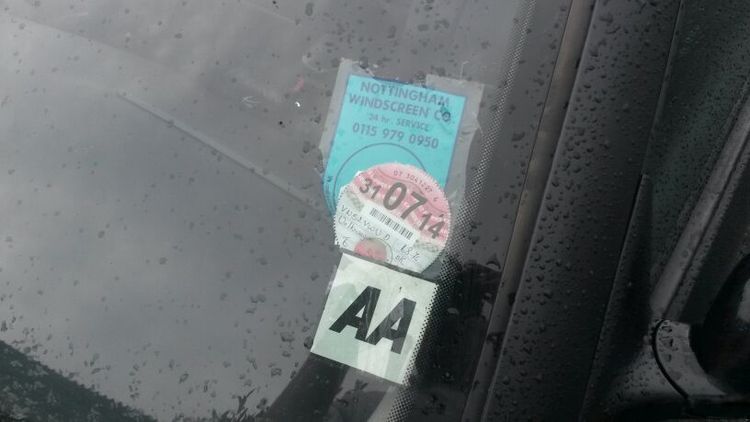 NOTTINGHAM
WINDSCREEN CO.
24 hr. SERVICE
0115 979 0950
31 07 14
AA